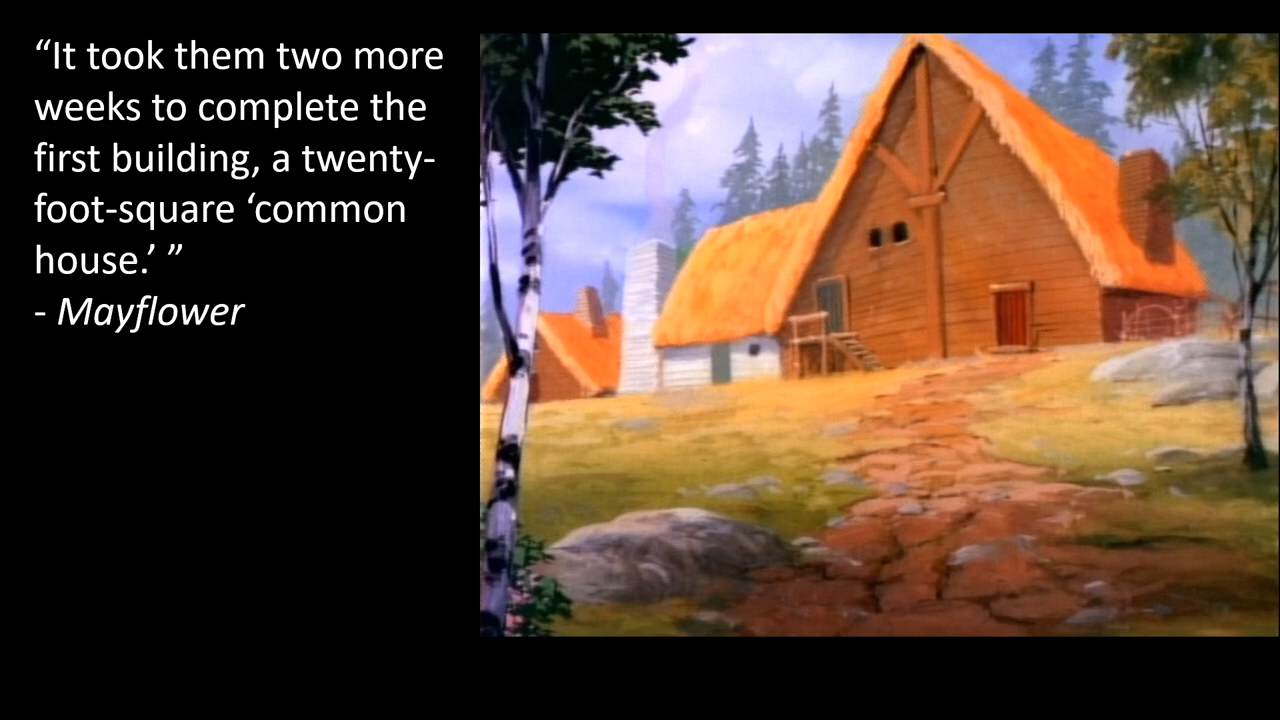 “It took them two more
weeks to complete the
first building, a twenty-
foot-square ‘common
house.’ ”
- Mayflower